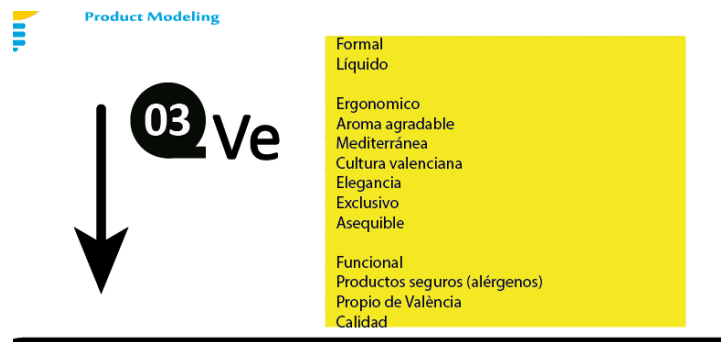 Product Modeling
03
Ve
Formal
Líquido
Ergonomico
Aroma agradable
Mediterránea
Cultura valenciana
Elegancia
Exclusivo
Asequible
Funcional
Productos seguros (alérgenos)
Propio de València
Calidad